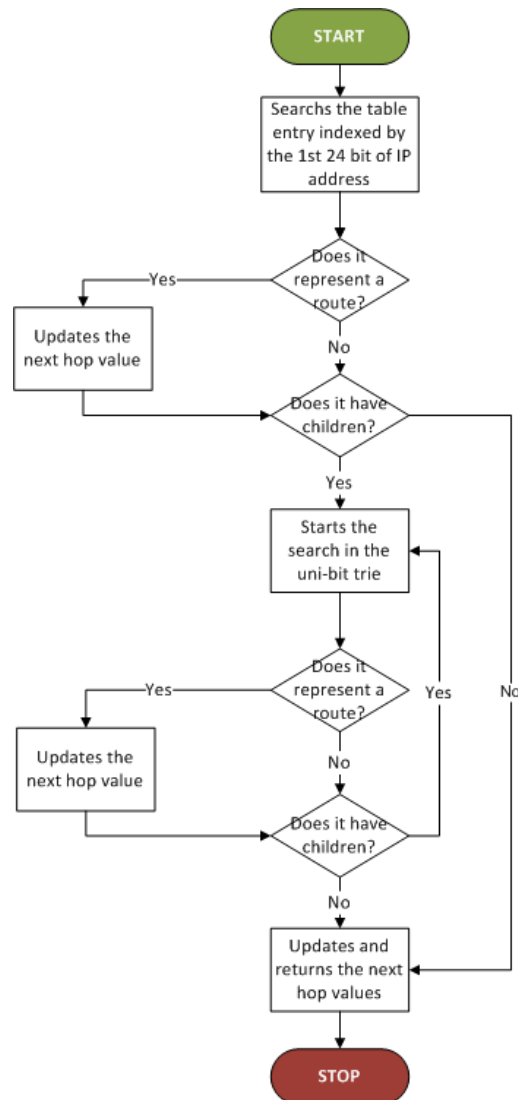 START
Searchs the table
entry indexed by
the 1st 24 bit of IP
address
Does it
represent a
route?
Yes
Updates the
next hop value
No
Does it have
children?
Yes
No
Starts the
search in the
uni-bit trie
Does it
represent a
route?
Yes
Yes
Updates the
next hop value
No
Does it have
children?
No
Updates and
returns the next
hop values
STOP